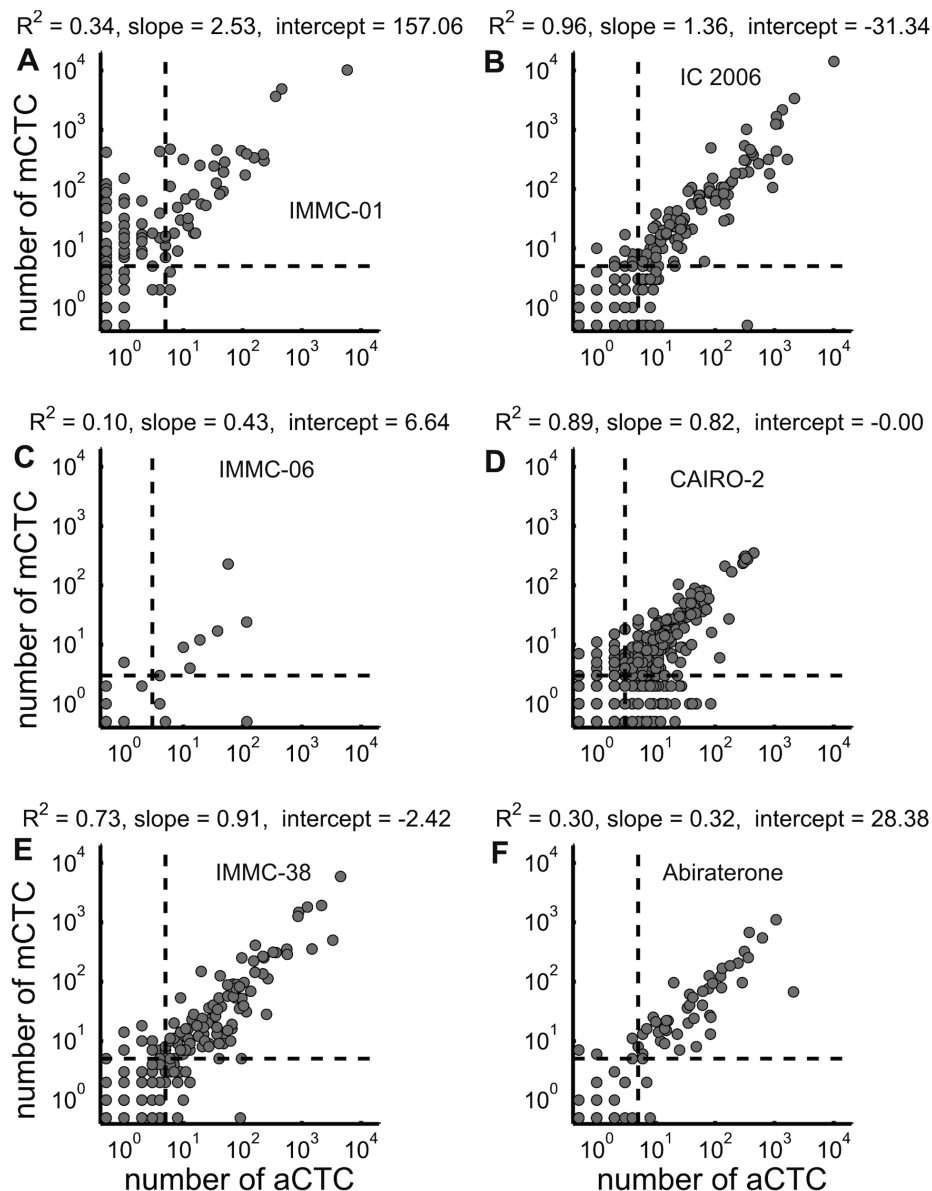 R² = 0.34, slope = 2.53, intercept = 157.06
A
IMMC-01
number of mCTC
10⁴
10³
10²
10¹
10⁰
10⁰ 10¹ 10² 10³ 10⁴
R² = 0.96, slope = 1.36, intercept = -31.34
B
IC 2006
10⁴
10³
10²
10¹
10⁰
10⁰ 10¹ 10² 10³ 10⁴
R² = 0.10, slope = 0.43, intercept = 6.64
C
IMMC-06
number of mCTC
10⁴
10³
10²
10¹
10⁰
10⁰ 10¹ 10² 10³ 10⁴
R² = 0.89, slope = 0.82, intercept = -0.00
D
CAIRO-2
10⁴
10³
10²
10¹
10⁰
10⁰ 10¹ 10² 10³ 10⁴
R² = 0.73, slope = 0.91, intercept = -2.42
E
IMMC-38
number of mCTC
10⁴
10³
10²
10¹
10⁰
10⁰ 10¹ 10² 10³ 10⁴
number of aCTC
R² = 0.30, slope = 0.32, intercept = 28.38
F
Abiraterone
10⁴
10³
10²
10¹
10⁰
10⁰ 10¹ 10² 10³ 10⁴
number of aCTC